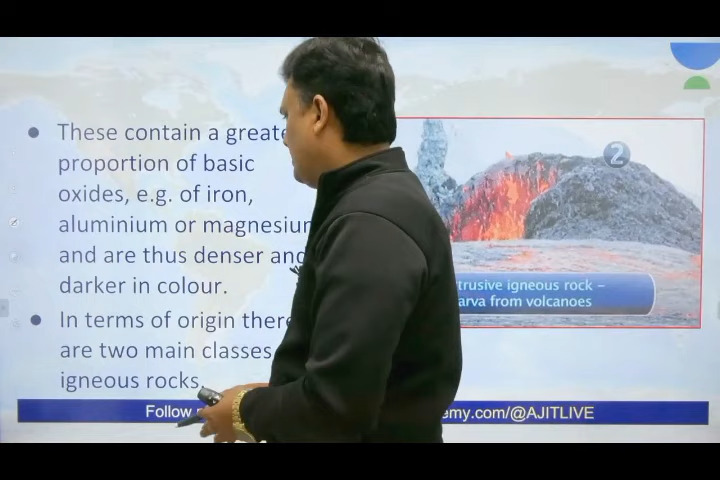 ● These contain a greate
proportion of basic
oxides, e.g. of iron,
aluminium or magnesium
and are thus denser and
darker in colour.
● In terms of origin there
are two main classes
igneous rocks
2
trusive igneous rock –
arva from volcanoes
Follow
emy.com/@AJITLIVE